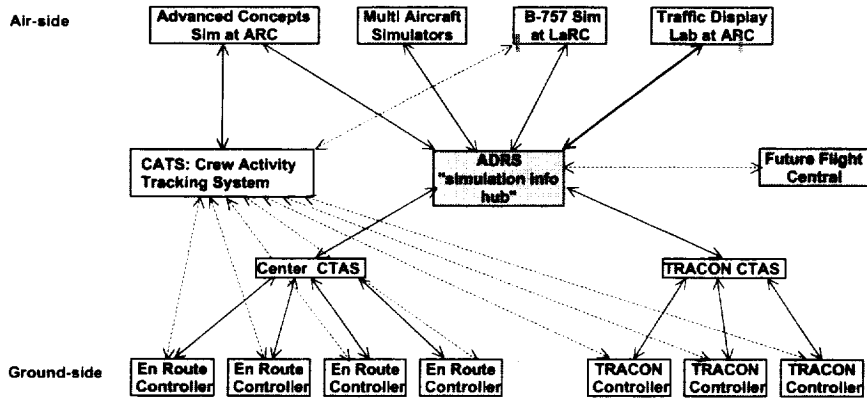 Air-side
Advanced Concepts
Sim at ARC
Multi Aircraft
Simulators
B-757 Sim
at LaRC
Traffic Display
Lab at ARC
CATS: Crew Activity
Tracking System
ADRS
"simulation info
hub"
Future Flight
Central
Center CTAS
TRACON CTAS
Ground-side
En Route
Controller
En Route
Controller
En Route
Controller
En Route
Controller
TRACON
Controller
TRACON
Controller
TRACON
Controller